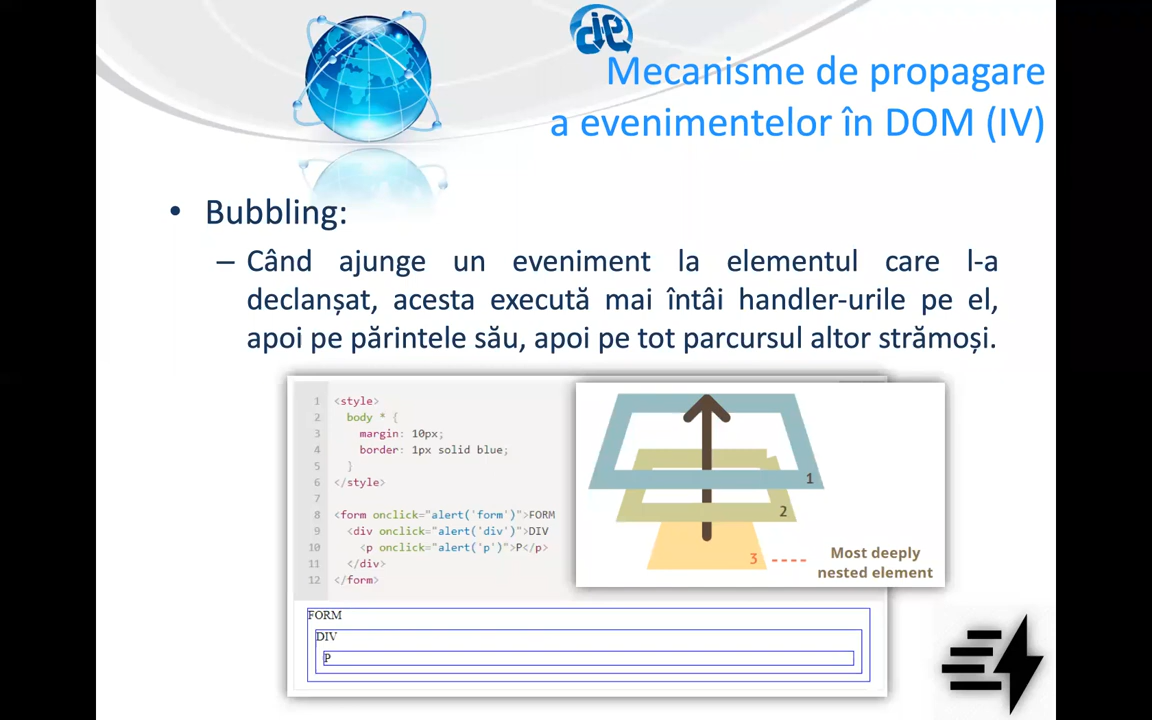 Mecanisme de propagare
a evenimentelor în DOM (IV)
• Bubbling:
– Când ajunge un eveniment la elementul care l-a
declanșat, acesta execută mai întâi handler-urile pe el,
apoi pe părintele său, apoi pe tot parcursul altor strămoși.
1 <style>
2 body * {
3 margin: 10px;
4 border: 1px solid blue;
5 }
6 </style>
7
8 <form onclick="alert('form')">FORM
9 <div onclick="alert('div')">DIV
10 <p onclick="alert('p')">P</p>
11 </div>
12 </form>
1
2
3
Most deeply
nested element
FORM
DIV
P